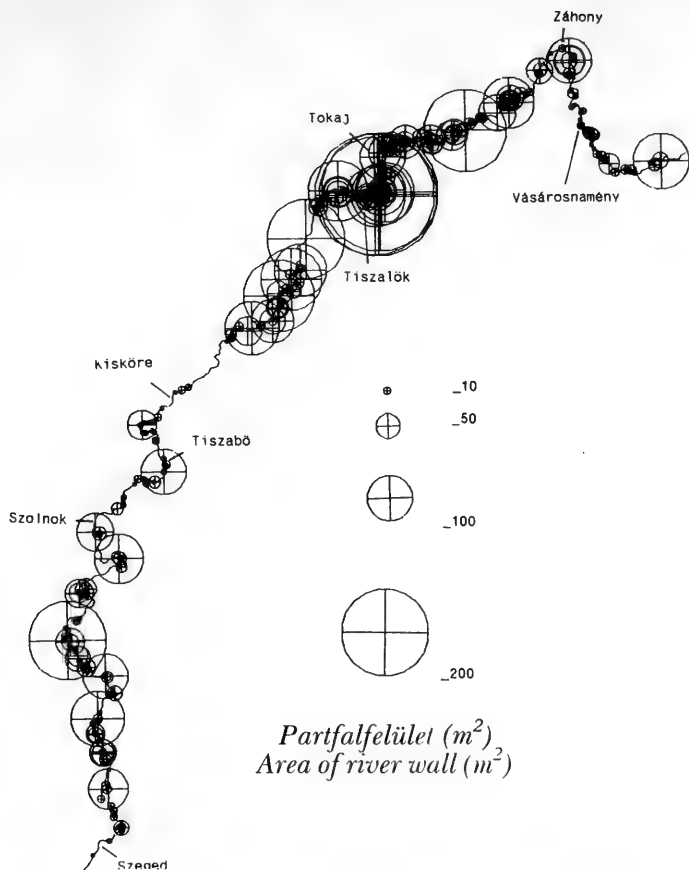 Záhony
Tokaj
Vásárosnamény
Tiszalök
Kisköre
_10
_50
Tiszabö
Szolnok
_100
_200
Partfalfelület (m²)
Area of river wall (m²)
Szeged